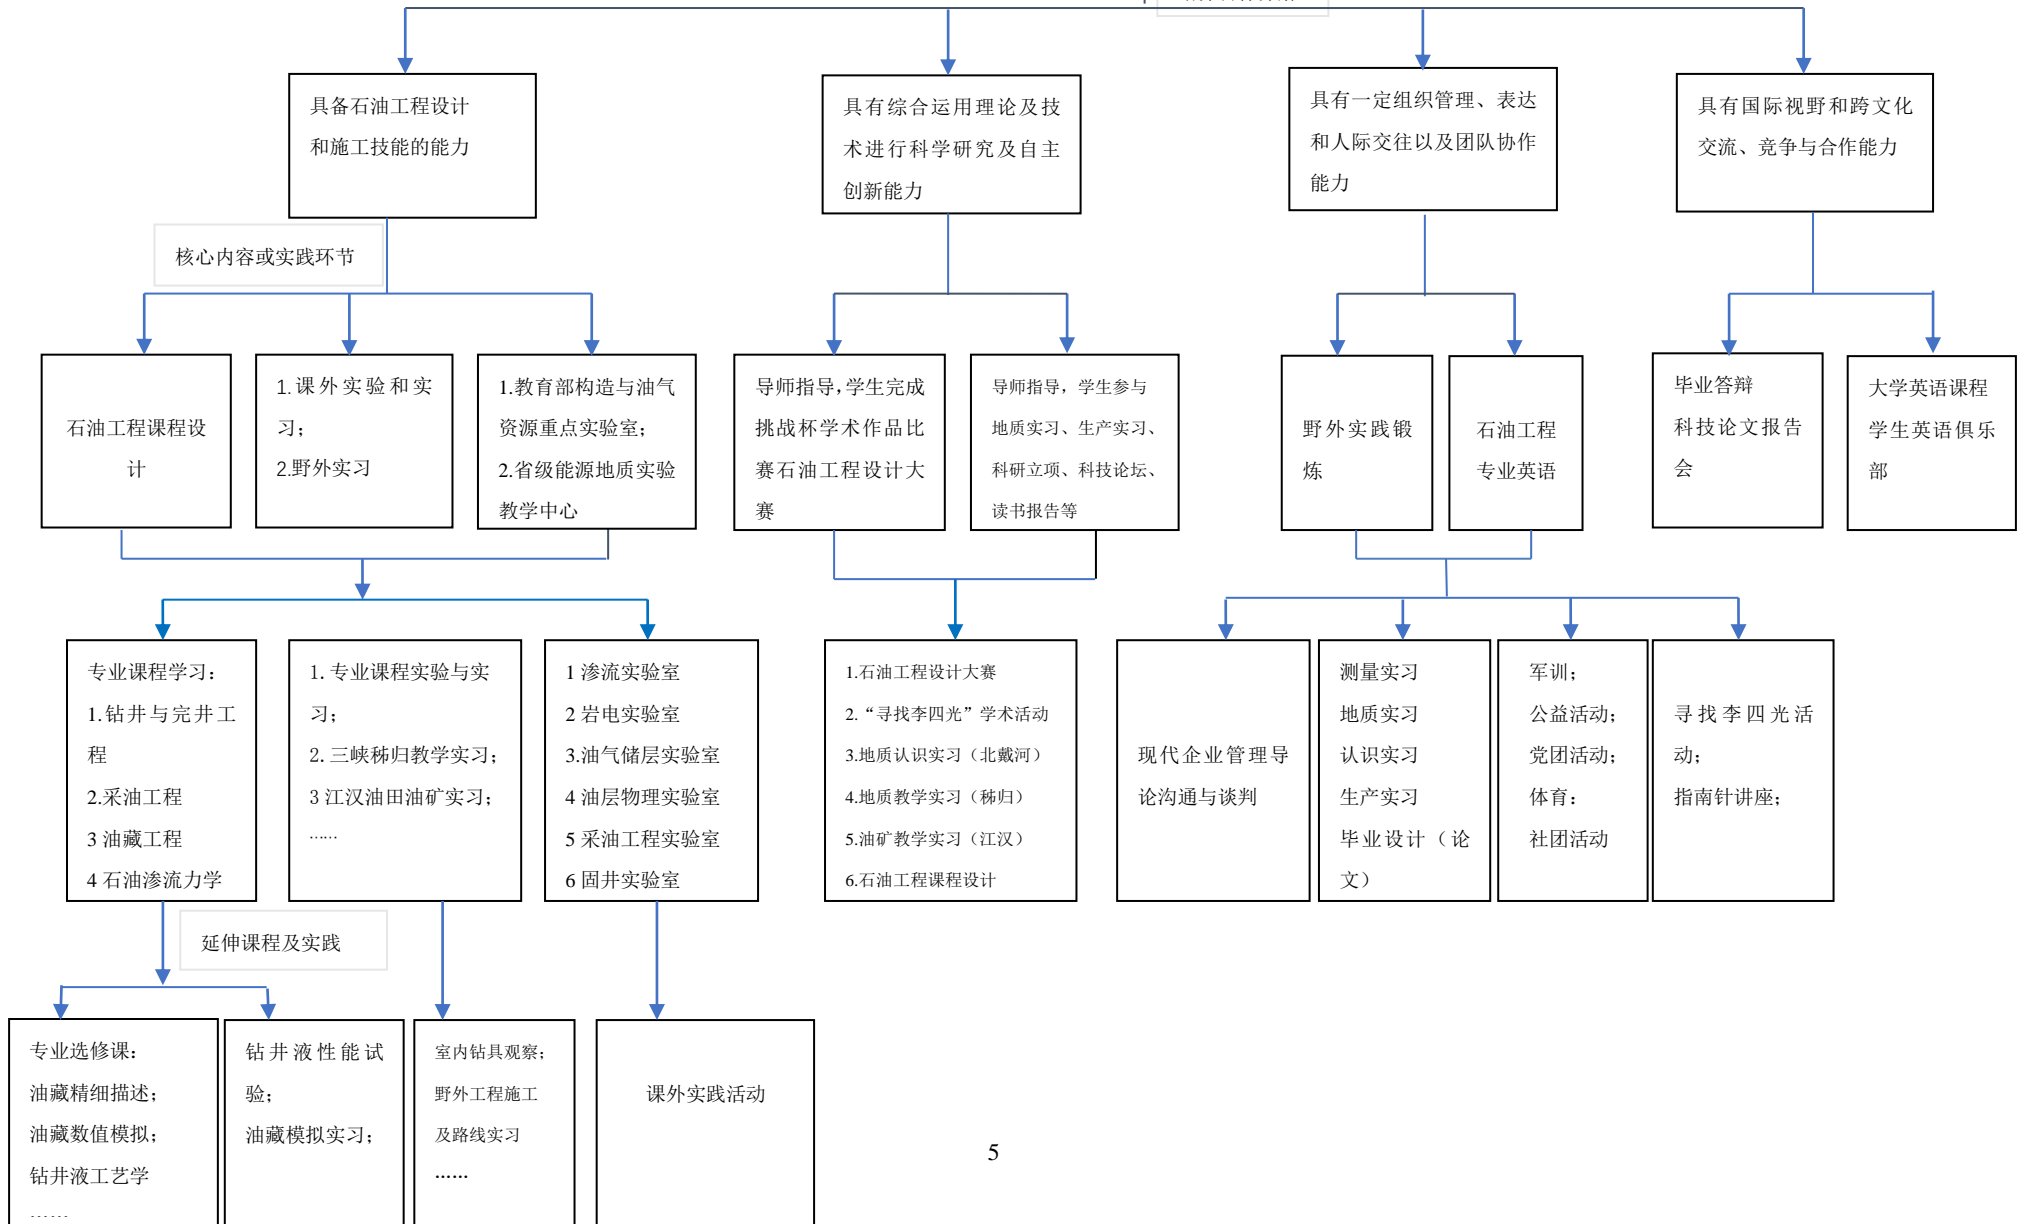 具备石油工程设计
和施工技能的能力
具有综合运用理论及技
术进行科学研究及自主
创新能力
具有一定组织管理、表达
和人际交往以及团队协作
能力
具有国际视野和跨文化
交流、竞争与合作能力
核心内容或实践环节
石油工程课程设
计
1.课外实验和实
习；
2.野外实习
1.教育部构造与油气
资源重点实验室；
2.省级能源地质实验
教学中心
导师指导，学生完成
挑战杯学术作品比
赛石油工程设计大
赛
导师指导，学生参与
地质实习、生产实习、
科研立项、科技论坛、
读书报告等
野外实践锻
炼
石油工程
专业英语
毕业答辩
科技论文报告
会
大学英语课程
学生英语俱乐
部
专业课程学习：
1.钻井与完井工
程
2.采油工程
3 油藏工程
4 石油渗流力学
1. 专业课程实验与实
习；
2. 三峡秭归教学实习；
3 江汉油田油矿实习；
……
1 渗流实验室
2 岩电实验室
3.油气储层实验室
4 油层物理实验室
5 采油工程实验室
6 固井实验室
1.石油工程设计大赛
2.“寻找李四光”学术活动
3.地质认识实习（北戴河）
4.地质教学实习（秭归）
5.油矿教学实习（江汉）
6.石油工程课程设计
现代企业管理导
论沟通与谈判
测量实习
地质实习
认识实习
生产实习
毕业设计（论
文）
军训；
公益活动；
党团活动；
体育：
社团活动
寻找李四光活
动；
指南针讲座；
延伸课程及实践
专业选修课：
油藏精细描述；
油藏数值模拟；
钻井液工艺学
……
钻井液性能试
验；
油藏模拟实习；
室内钻具观察；
野外工程施工
及路线实习
……
课外实践活动
5